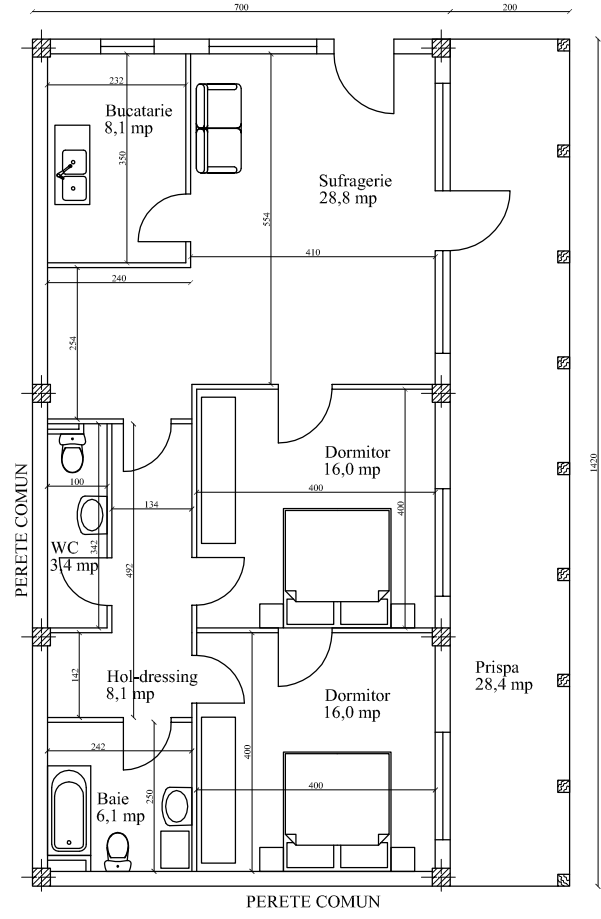 700
200
232
Bucatarie
8,1 mp
350
Sufragerie
28,8 mp
554
410
240
254
1420
Dormitor
16,0 mp
100
134
400
400
PERETE COMUN
WC
3,4 mp
342
492
142
Hol-dressing
8,1 mp
Prispa
28,4 mp
Dormitor
16,0 mp
242
400
400
250
Baie
6,1 mp
PERETE COMUN